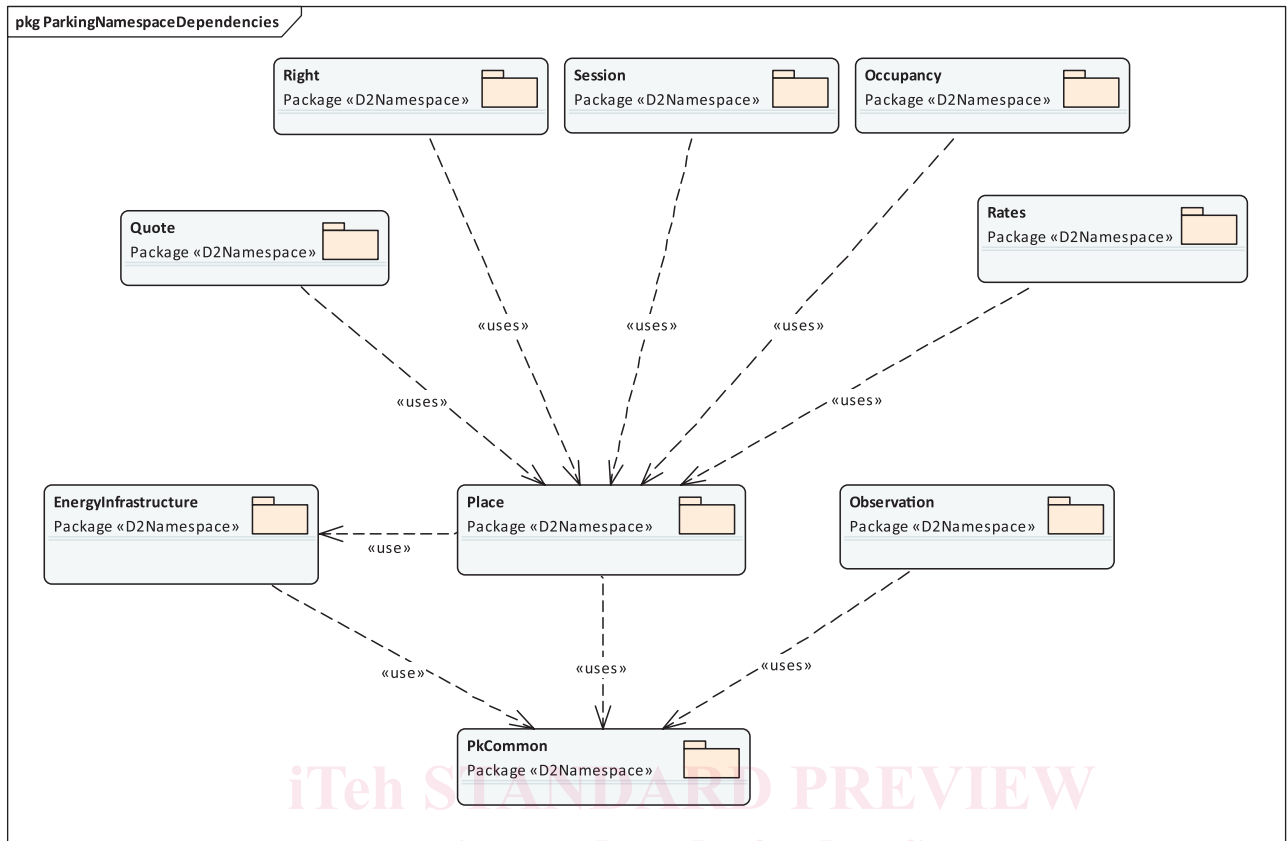 pkg ParkingNamespaceDependencies
Right
Package «D2Namespace»
Session
Package «D2Namespace»
Occupancy
Package «D2Namespace»
Rates
Package «D2Namespace»
Quote
Package «D2Namespace»
«uses»
«uses»
«uses»
«uses»
«uses»
EnergyInfrastructure
Package «D2Namespace»
Place
Package «D2Namespace»
Observation
Package «D2Namespace»
«use»
«use»
«uses»
«uses»
PkCommon
Package «D2Namespace»
iTeh STANDARD PREVIEW